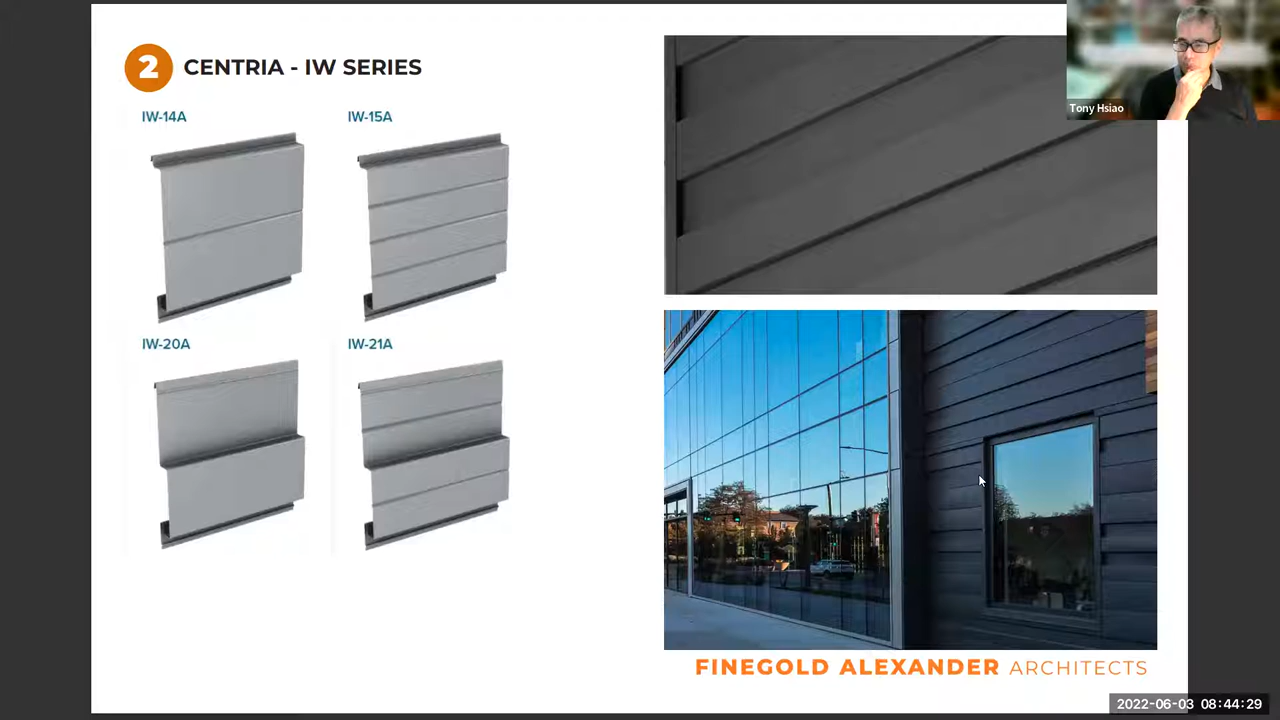 2 CENTRIA - IW SERIES
IW-14A
IW-15A
IW-20A
IW-21A
Tony Hsiao
FINEGOLD ALEXANDER ARCHITECTS
2022-06-03 08:44:29